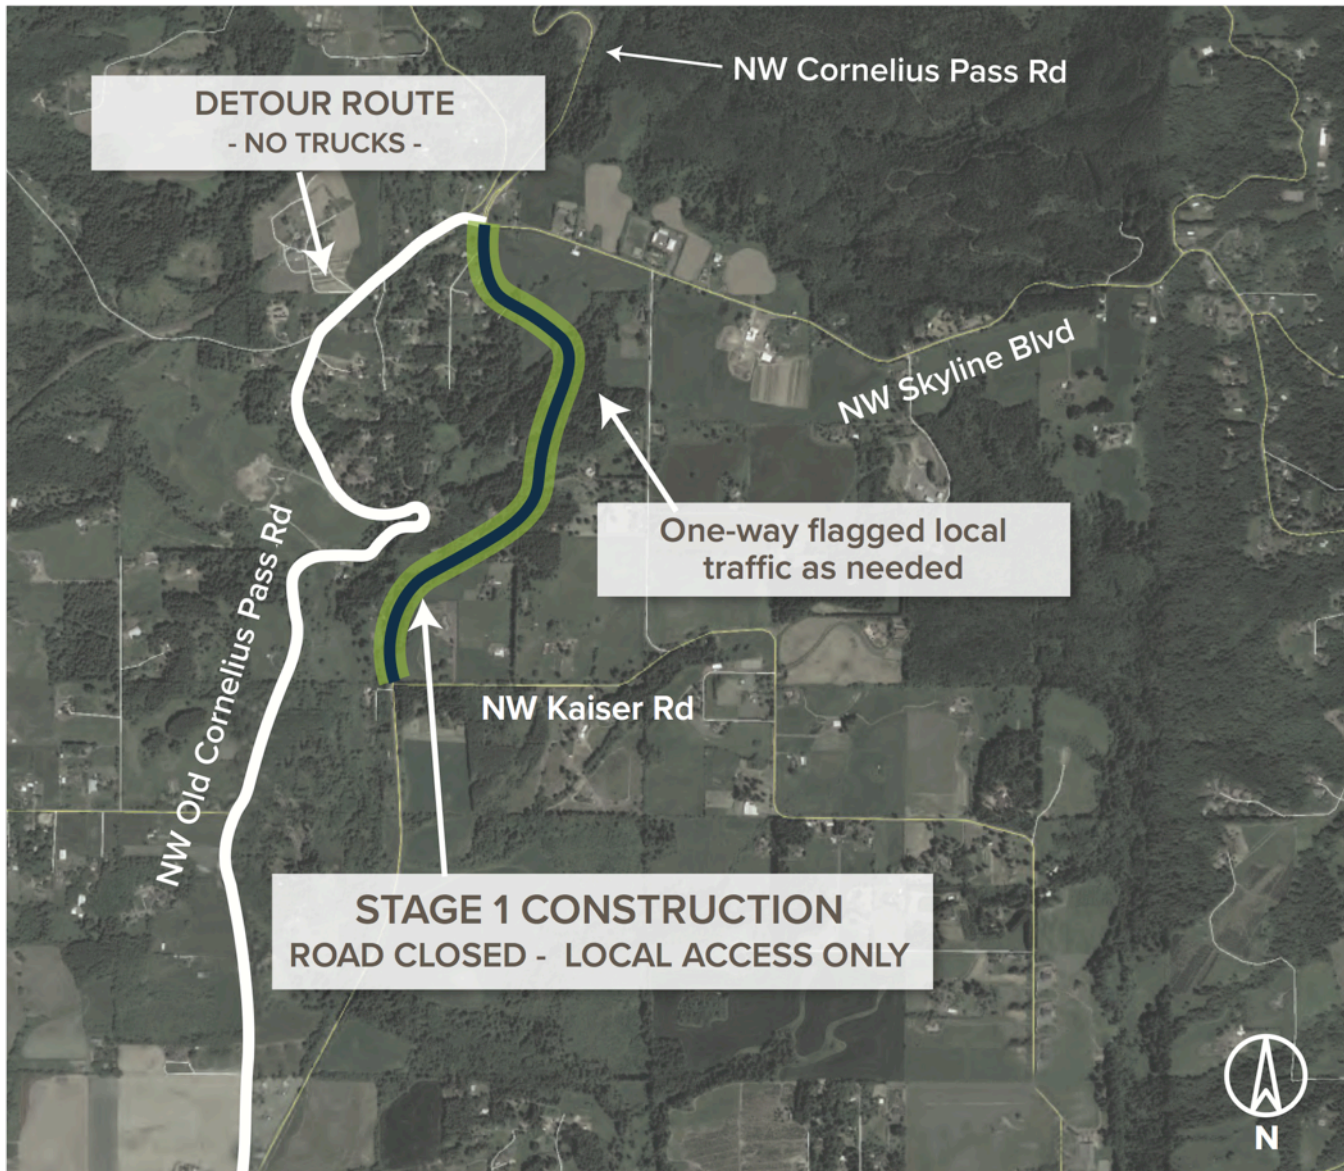 NW Cornelius Pass Rd
DETOUR ROUTE
- NO TRUCKS -
NW Skyline Blvd
One-way flagged local
traffic as needed
NW Old Cornelius Pass Rd
NW Kaiser Rd
STAGE 1 CONSTRUCTION
ROAD CLOSED - LOCAL ACCESS ONLY
N